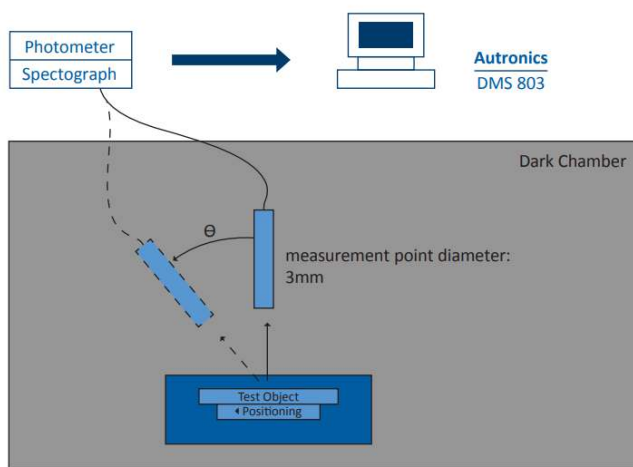 Photometer
Spectograph
Autronics
DMS 803
Dark Chamber
Ɵ
measurement point diameter:
3mm
Test Object
Positioning